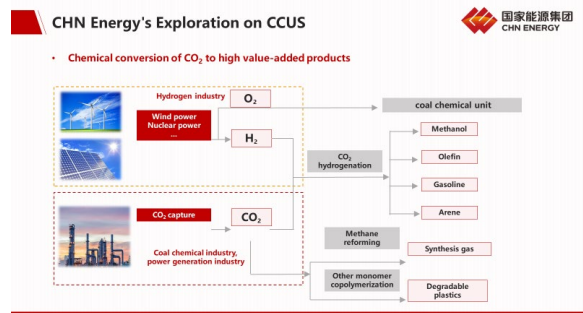 CHN Energy's Exploration on CCUS
国家能源集团
CHN ENERGY
• Chemical conversion of CO₂ to high value-added products
Hydrogen industry
O₂
coal chemical unit
Wind power
Nuclear power
...
H₂
Methanol
CO₂
hydrogenation
Olefin
Gasoline
Arene
CO₂ capture
CO₂
Methane
reforming
Synthesis gas
Coal chemical industry,
power generation industry
Other monomer
copolymerization
Degradable
plastics